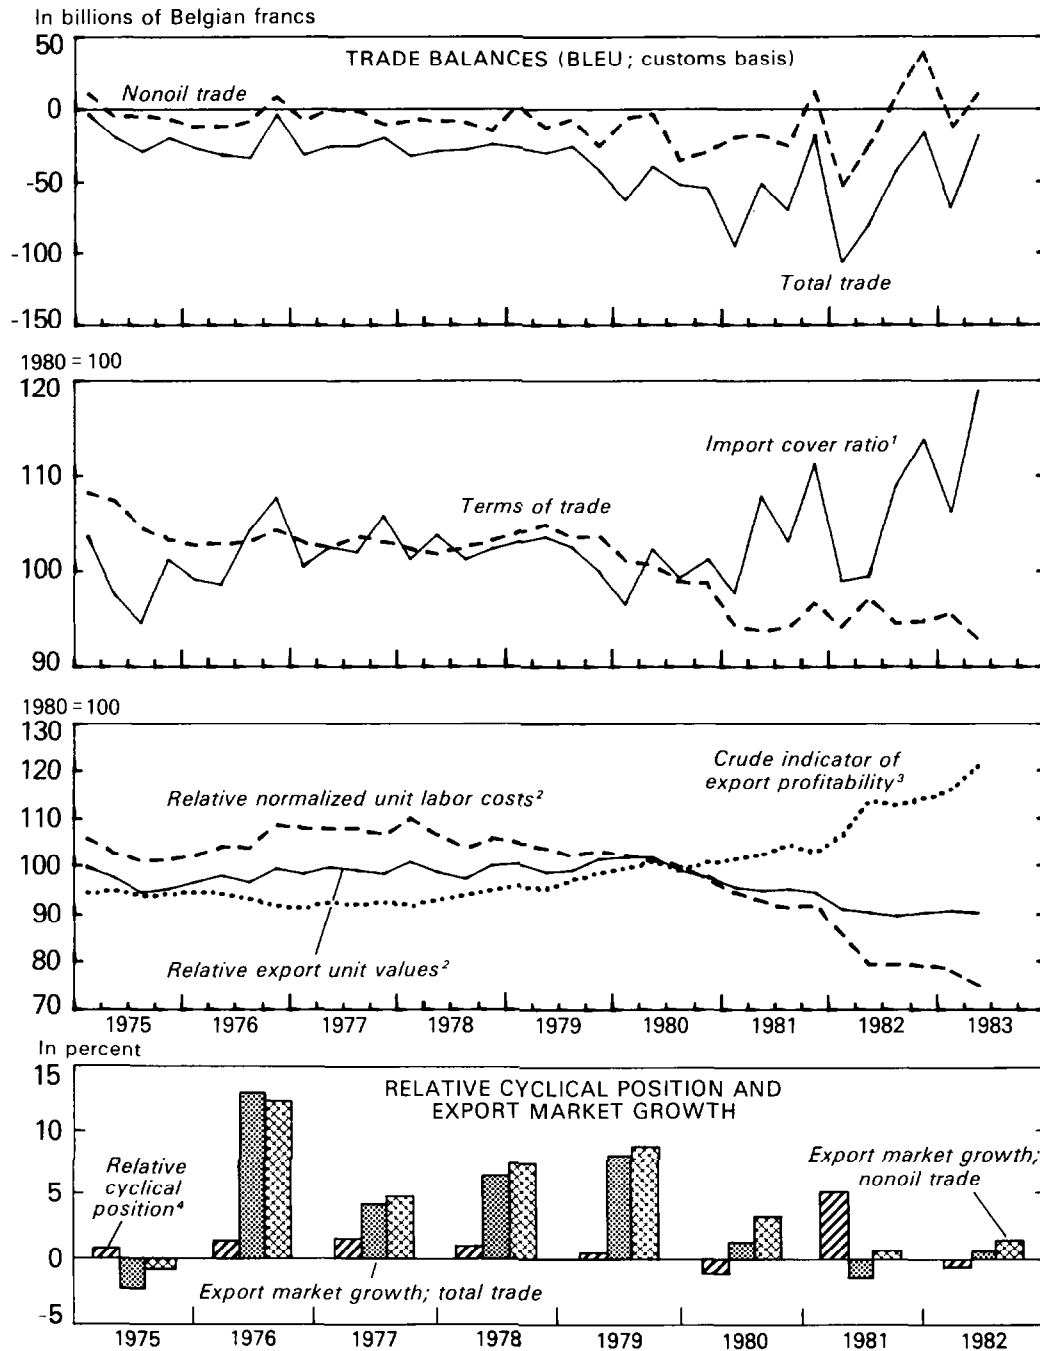 In billions of Belgian francs
TRADE BALANCES (BLEU; customs basis)
50
Nonoil trade
0
-50
-100
Total trade
-150
1980 = 100
120
Import cover ratio¹
110
Terms of trade
100
90
1980 = 100
130
Crude indicator of
export profitability³
120
Relative normalized unit labor costs²
110
100
90
Relative export unit values²
80
70
1975 1976 1977 1978 1979 1980 1981 1982 1983
In percent
15
RELATIVE CYCLICAL POSITION AND
EXPORT MARKET GROWTH
10
Relative
cyclical
position⁴
Export market growth;
nonoil trade
5
0
Export market growth; total trade
-5
1975 1976 1977 1978 1979 1980 1981 1982